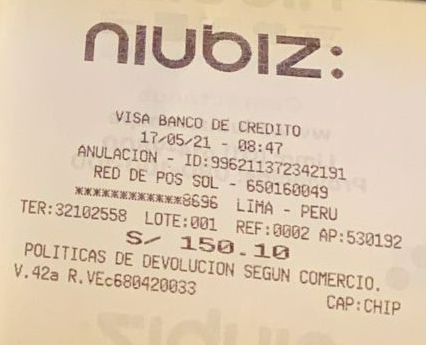 niubiz:
VISA BANCO DE CREDITO
17/05/21 - 08:47
ANULACION - ID:996211372342191
RED DE POS SOL - 650160049
************8696 LIMA - PERU
TER:32102558 LOTE:001 REF:0002 AP:530192
S/ 150.10
POLITICAS DE DEVOLUCION SEGUN COMERCIO.
V.42a R.VEc680420033 CAP:CHIP